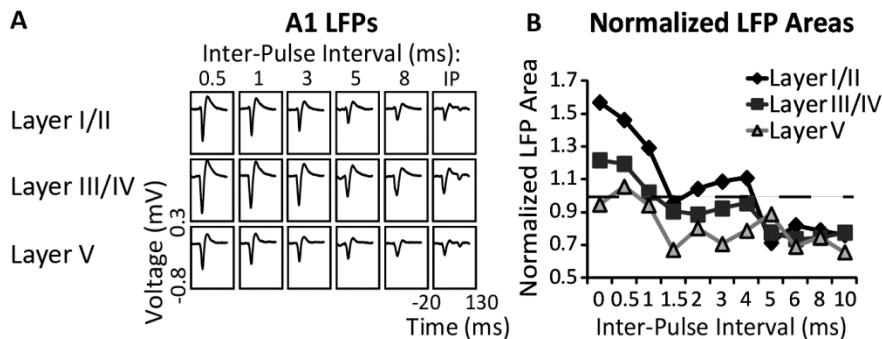 A
A1 LFPs
Inter-Pulse Interval (ms):
0.5 1 3 5 8 IP
Layer I/II
Layer III/IV
Layer V
Voltage (mV)
0.3
-0.8
-20 130
Time (ms)
B Normalized LFP Areas
Normalized LFP Area
1.7
1.5
1.3
1.1
0.9
0.7
0.5
Layer I/II
Layer III/IV
Layer V
0 0.5 1 1.5 2 3 4 5 6 8 10
Inter-Pulse Interval (ms)